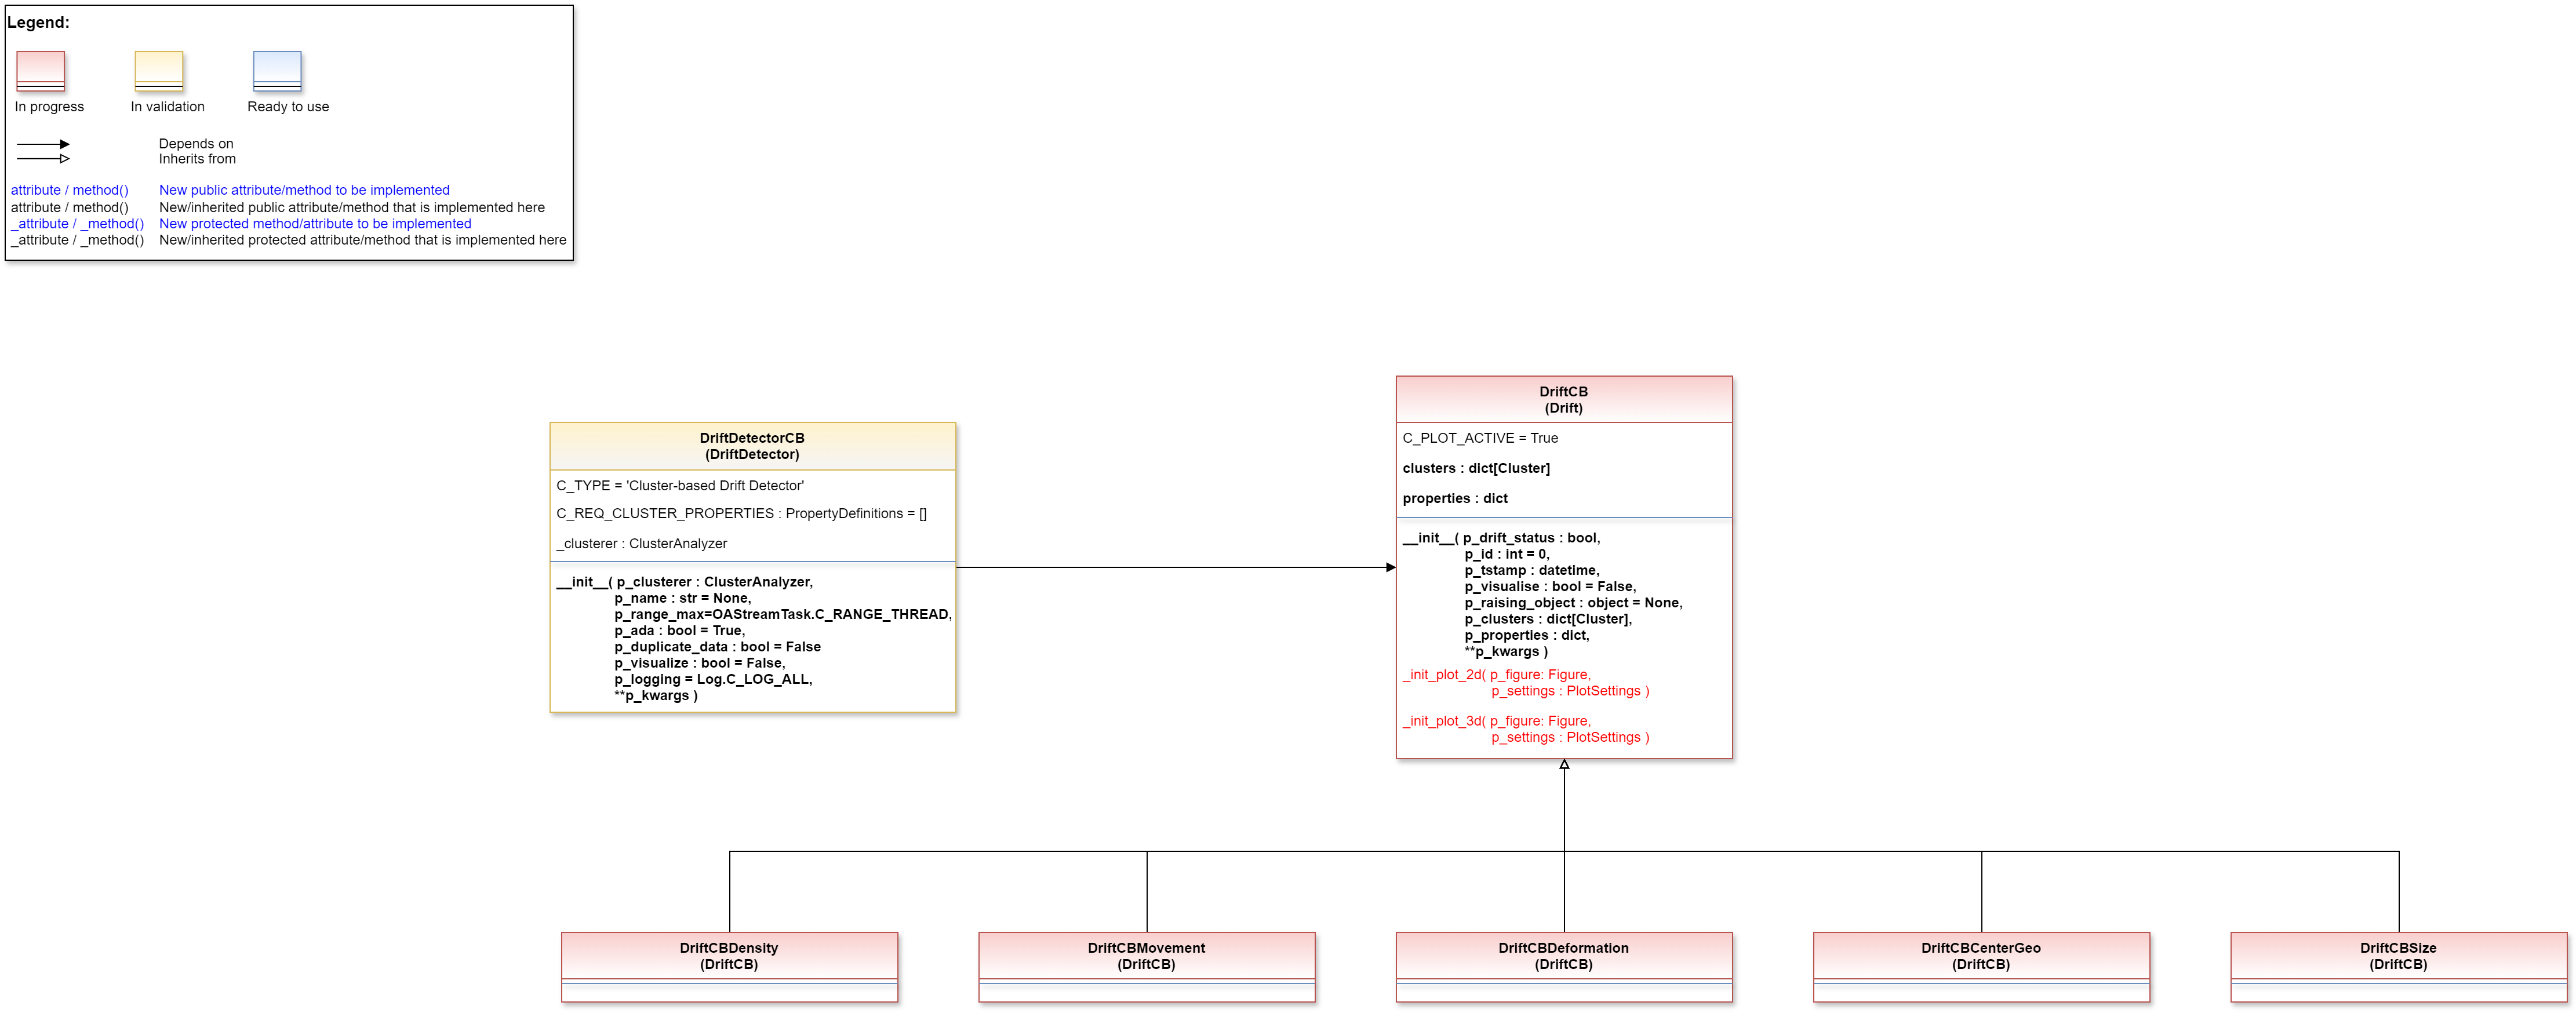 Legend:
In progress
In validation
Ready to use
Depends on
Inherits from
attribute / method() New public attribute/method to be implemented
attribute / method() New/inherited public attribute/method that is implemented here
_attribute / _method() New protected method/attribute to be implemented
_attribute / _method() New/inherited protected attribute/method that is implemented here
DriftDetectorCB
(DriftDetector)
C_TYPE = 'Cluster-based Drift Detector'
C_REQ_CLUSTER_PROPERTIES : PropertyDefinitions = []
_clusterer : ClusterAnalyzer
__init__( p_clusterer : ClusterAnalyzer,
p_name : str = None,
p_range_max=OAStreamTask.C_RANGE_THREAD,
p_ada : bool = True,
p_duplicate_data : bool = False
p_visualize : bool = False,
p_logging = Log.C_LOG_ALL,
**p_kwargs )
DriftCB
(Drift)
C_PLOT_ACTIVE = True
clusters : dict[Cluster]
properties : dict
__init__( p_drift_status : bool,
p_id : int = 0,
p_tstamp : datetime,
p_visualise : bool = False,
p_raising_object : object = None,
p_clusters : dict[Cluster],
p_properties : dict,
**p_kwargs )
_init_plot_2d( p_figure: Figure,
p_settings : PlotSettings )
_init_plot_3d( p_figure: Figure,
p_settings : PlotSettings )
DriftCBDensity
(DriftCB)
DriftCBMovement
(DriftCB)
DriftCBDeformation
(DriftCB)
DriftCBCenterGeo
(DriftCB)
DriftCBSize
(DriftCB)